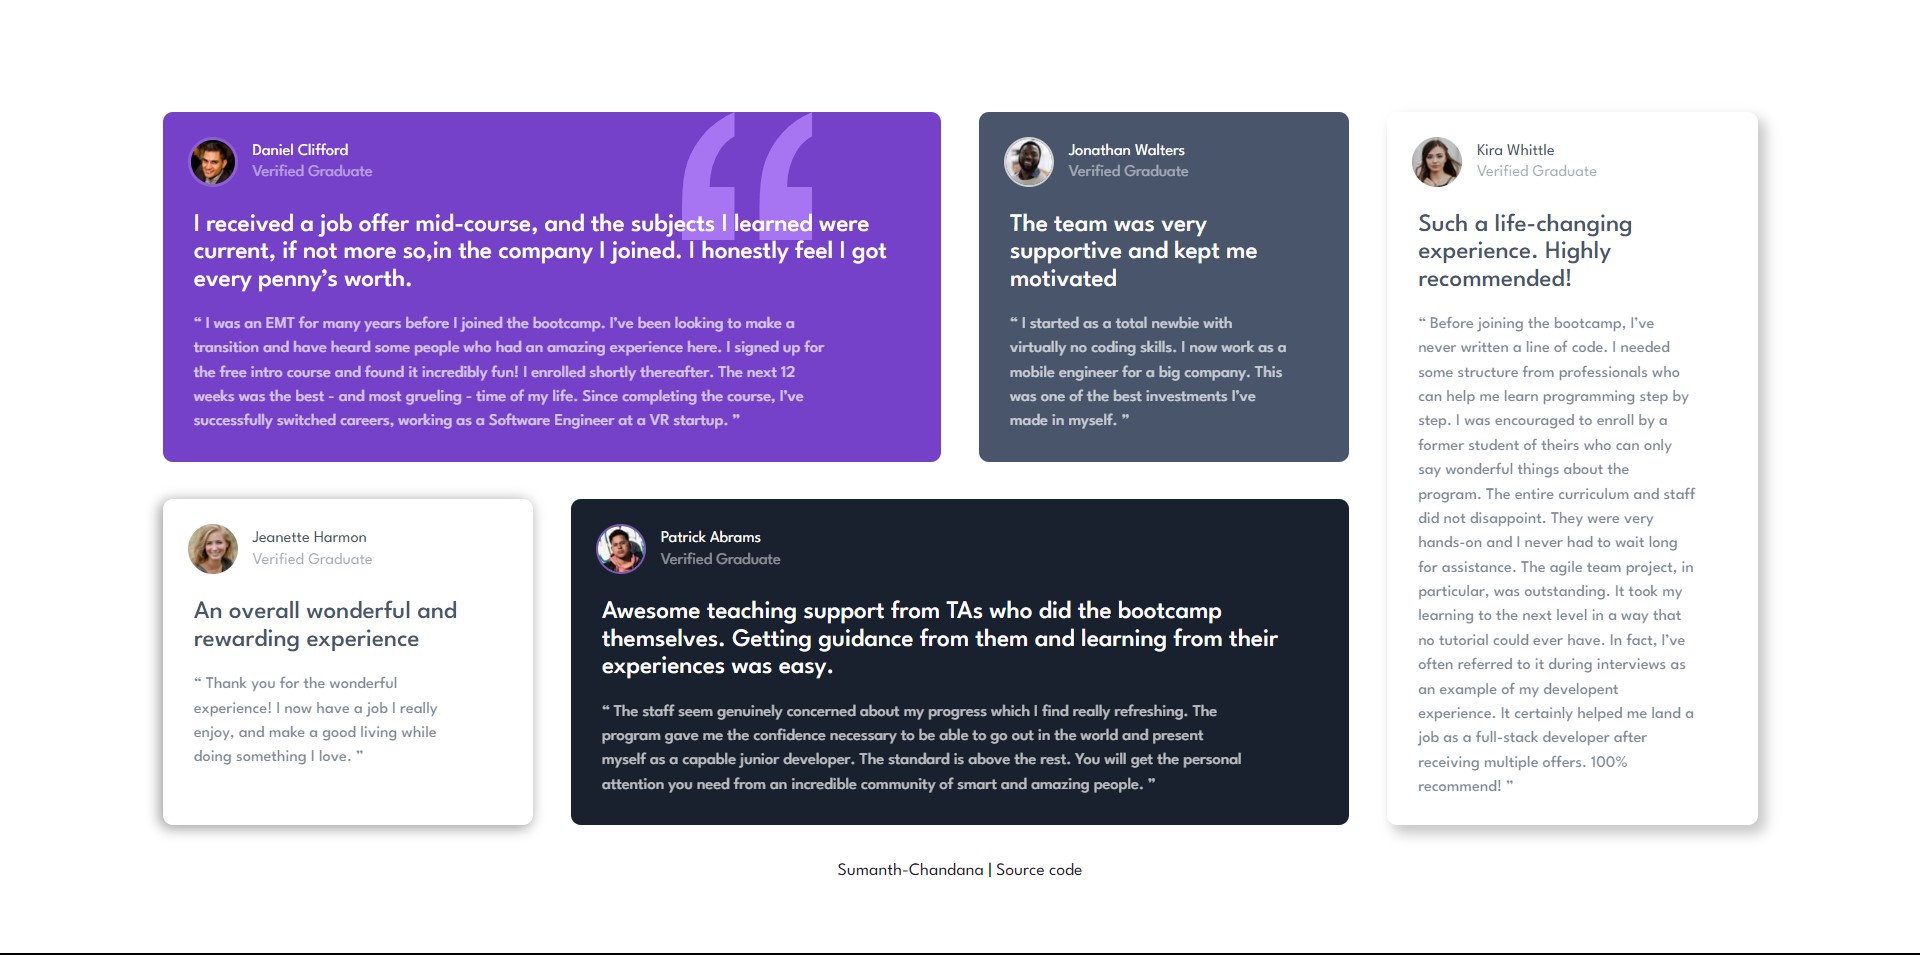 Daniel Clifford
Verified Graduate
I received a job offer mid-course, and the subjects I learned were
current, if not more so,in the company I joined. I honestly feel I got
every penny’s worth.
“ I was an EMT for many years before I joined the bootcamp. I’ve been looking to make a
transition and have heard some people who had an amazing experience here. I signed up for
the free intro course and found it incredibly fun! I enrolled shortly thereafter. The next 12
weeks was the best - and most grueling - time of my life. Since completing the course, I’ve
successfully switched careers, working as a Software Engineer at a VR startup. ”
Jonathan Walters
Verified Graduate
The team was very
supportive and kept me
motivated
“ I started as a total newbie with
virtually no coding skills. I now work as a
mobile engineer for a big company. This
was one of the best investments I’ve
made in myself. ”
Kira Whittle
Verified Graduate
Such a life-changing
experience. Highly
recommended!
“ Before joining the bootcamp, I’ve
never written a line of code. I needed
some structure from professionals who
can help me learn programming step by
step. I was encouraged to enroll by a
former student of theirs who can only
say wonderful things about the
program. The entire curriculum and staff
did not disappoint. They were very
hands-on and I never had to wait long
for assistance. The agile team project, in
particular, was outstanding. It took my
learning to the next level in a way that
no tutorial could ever have. In fact, I’ve
often referred to it during interviews as
an example of my developent
experience. It certainly helped me land a
job as a full-stack developer after
receiving multiple offers. 100%
recommend! ”
Jeanette Harmon
Verified Graduate
An overall wonderful and
rewarding experience
“ Thank you for the wonderful
experience! I now have a job I really
enjoy, and make a good living while
doing something I love. ”
Patrick Abrams
Verified Graduate
Awesome teaching support from TAs who did the bootcamp
themselves. Getting guidance from them and learning from their
experiences was easy.
“ The staff seem genuinely concerned about my progress which I find really refreshing. The
program gave me the confidence necessary to be able to go out in the world and present
myself as a capable junior developer. The standard is above the rest. You will get the personal
attention you need from an incredible community of smart and amazing people. ”
Sumanth-Chandana | Source code